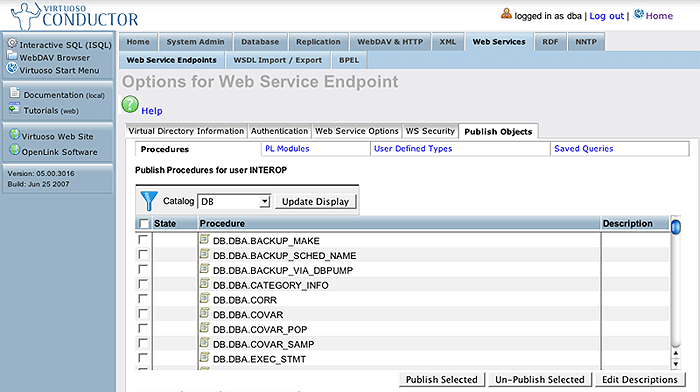 VIRTUOSO
CONDUCTOR
logged in as dba | Log out | Home
Interactive SQL (ISQL)
WebDAV Browser
Virtuoso Start Menu
Documentation (local)
Tutorials (web)
Virtuoso Web Site
OpenLink Software
Version: 05.00.3016
Build: Jun 25 2007
Home System Admin Database Replication WebDAV & HTTP XML Web Services RDF NNTP
Web Service Endpoints WSDL Import / Export BPEL
Options for Web Service Endpoint
? Help
Virtual Directory Information Authentication Web Service Options WS Security Publish Objects
Procedures PL Modules User Defined Types Saved Queries
Publish Procedures for user INTEROP
Catalog DB Update Display
State Procedure Description
DB.DBA.BACKUP_MAKE
DB.DBA.BACKUP_SCHED_NAME
DB.DBA.BACKUP_VIA_DBPUMP
DB.DBA.CATEGORY_INFO
DB.DBA.CORR
DB.DBA.COVAR
DB.DBA.COVAR_POP
DB.DBA.COVAR_SAMP
DB.DBA.EXEC_STMT
Publish Selected Un-Publish Selected Edit Descriptions